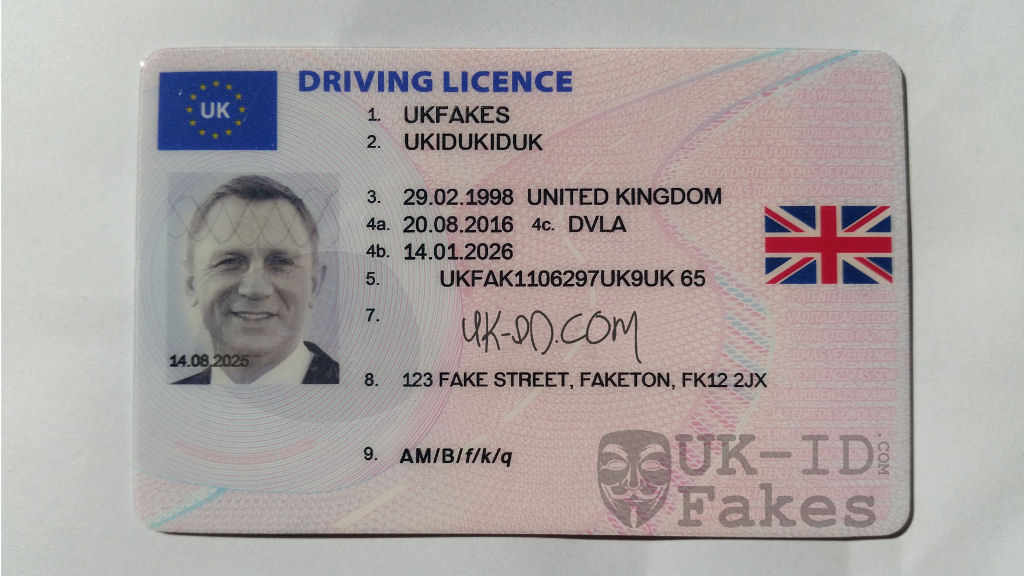 UK
DRIVING LICENCE
1. UKFAKES
2. UKIDUKIDUK
3. 29.02.1998 UNITED KINGDOM
4a. 20.08.2016 4c. DVLA
4b. 14.01.2026
5. UKFAK1106297UK9UK 65
7. UK-ID.COM
14.08.2025
8. 123 FAKE STREET, FAKETON, FK12 2JX
9. AM/B/f/k/q
UK-ID
.COM
Fakes